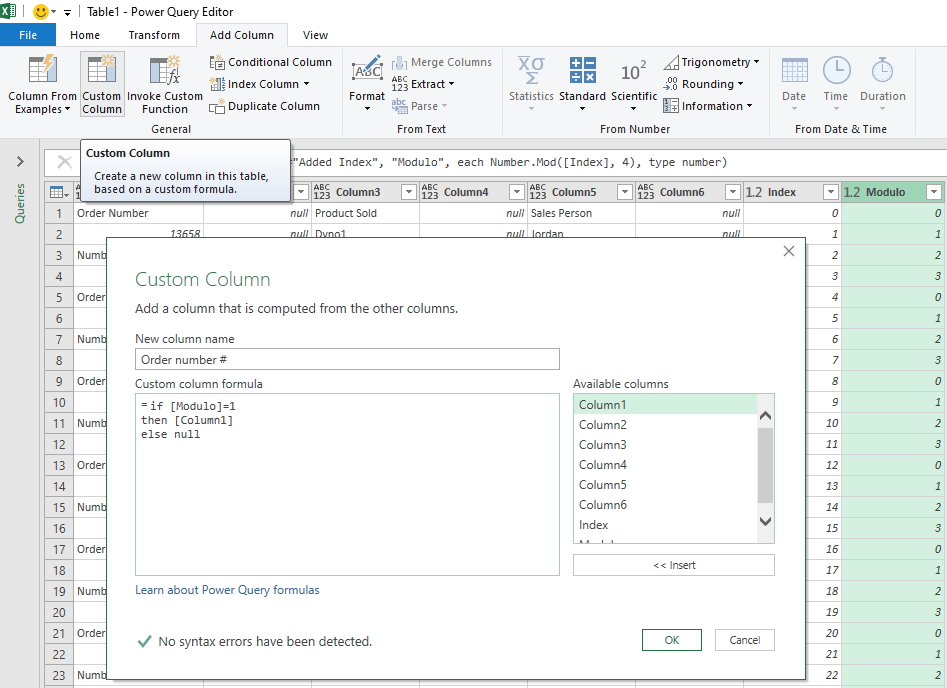 Table1 - Power Query Editor
File Home Transform Add Column View
Column From Examples
Custom Column
Invoke Custom Function
Conditional Column
Index Column
Duplicate Column
General
Format
Merge Columns
Extract
Parse
From Text
Statistics
Standard
Scientific
Trigonometry
Rounding
Information
From Number
Date
Time
Duration
From Date & Time
Custom Column
Create a new column in this table,
based on a custom formula.
"Added Index", "Modulo", each Number.Mod([Index], 4), type number)
Queries
Column3 Column4 Column5 Column6 1.2 Index 1.2 Modulo
1 Order Number null Product Sold null Sales Person null 0 0
2 13658 null Dyno1 null Jordan null 1 1
3 Numb 2 2
4 3 3
5 Order 4 0
6 5 1
7 Numb 6 2
8 7 3
9 Order 8 0
10 9 1
11 Numb 10 2
12 11 3
13 Order 12 0
14 13 1
15 Numb 14 2
16 15 3
17 Order 16 0
18 17 1
19 Numb 18 2
20 19 3
21 Order 20 0
22 21 1
23 Numb 22 2
Custom Column
Add a column that is computed from the other columns.
New column name
Order number #
Custom column formula
=if [Modulo]=1
then [Column1]
else null
Available columns
Column1
Column2
Column3
Column4
Column5
Column6
Index
<< Insert
Learn about Power Query formulas
No syntax errors have been detected.
OK Cancel